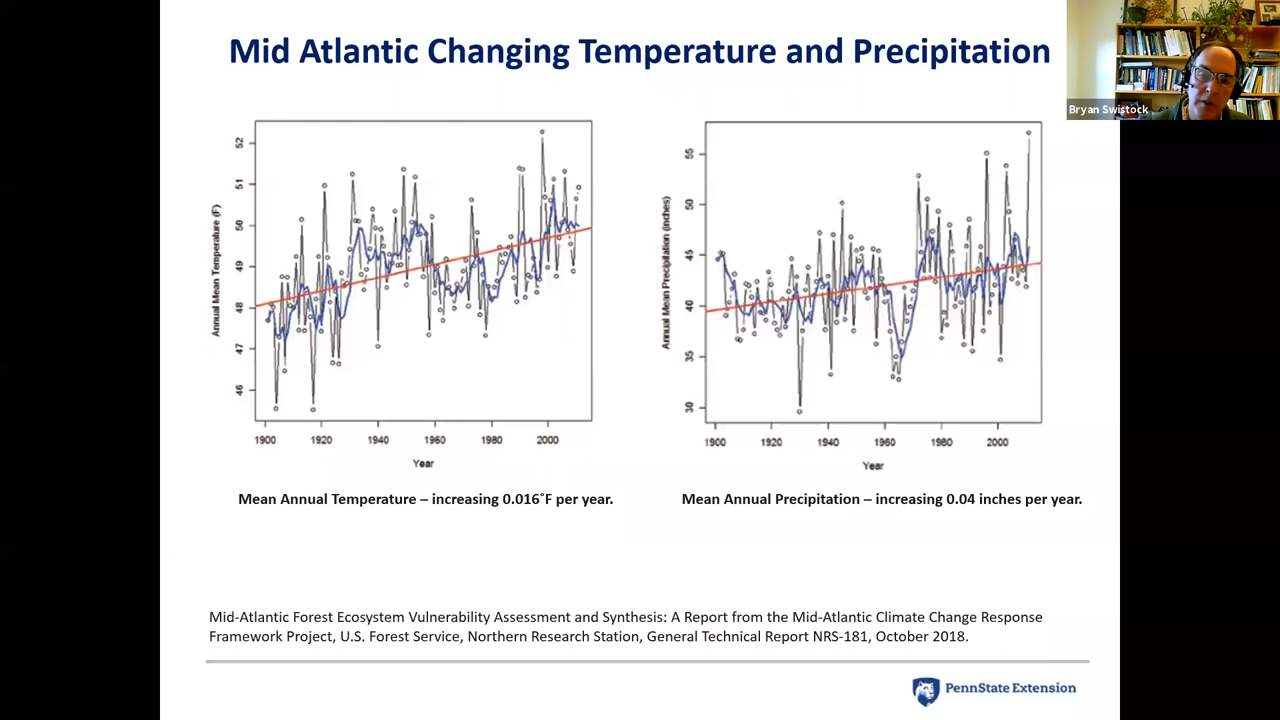 Mid Atlantic Changing Temperature and Precipitation
Bryan Swistock
Annual Mean Temperature (F)
52
51
50
49
48
47
46
1900 1920 1940 1960 1980 2000
Year
Annual Mean Precipitation (inches)
55
50
45
40
35
30
1900 1920 1940 1960 1980 2000
Year
Mean Annual Temperature – increasing 0.016˚F per year.
Mean Annual Precipitation – increasing 0.04 inches per year.
Mid-Atlantic Forest Ecosystem Vulnerability Assessment and Synthesis: A Report from the Mid-Atlantic Climate Change Response
Framework Project, U.S. Forest Service, Northern Research Station, General Technical Report NRS-181, October 2018.
PennState Extension